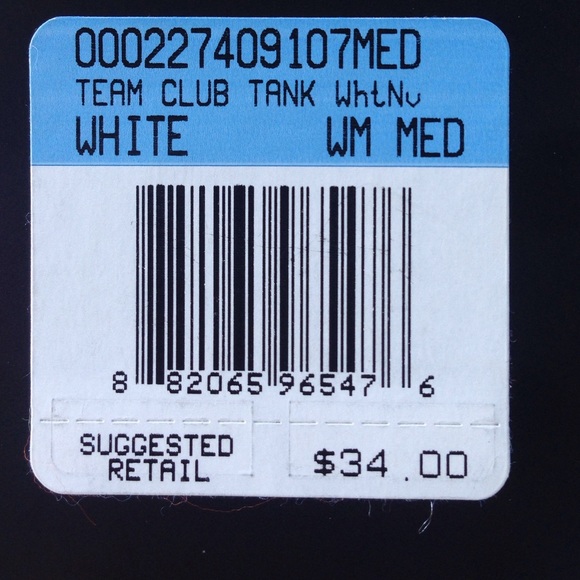 000227409107MED
TEAM CLUB TANK WhtNv
WHITE WM MED
8 82065 96547 6
SUGGESTED
RETAIL
$34.00